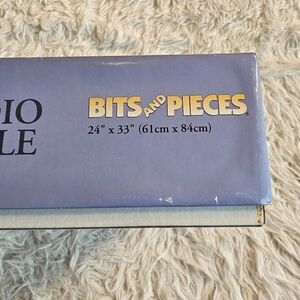 DIO
LE
BITS AND PIECES
24" x 33" (61cm x 84cm)